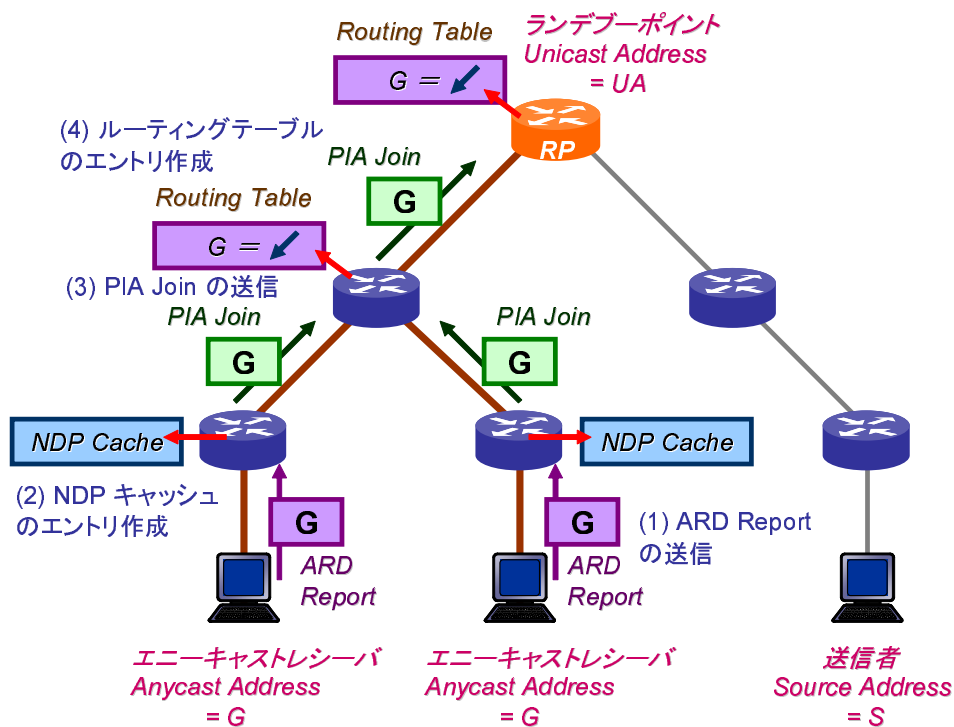 Routing Table
G =
ランデブーポイント
Unicast Address
= UA
RP
(4) ルーティングテーブル
のエントリ作成
PIA Join
G
Routing Table
G =
(3) PIA Join の送信
PIA Join
G
PIA Join
G
NDP Cache
NDP Cache
(2) NDP キャッシュ
のエントリ作成
G
ARD
Report
G
ARD
Report
(1) ARD Report
の送信
エニーキャストレシーバ
Anycast Address
= G
エニーキャストレシーバ
Anycast Address
= G
送信者
Source Address
= S